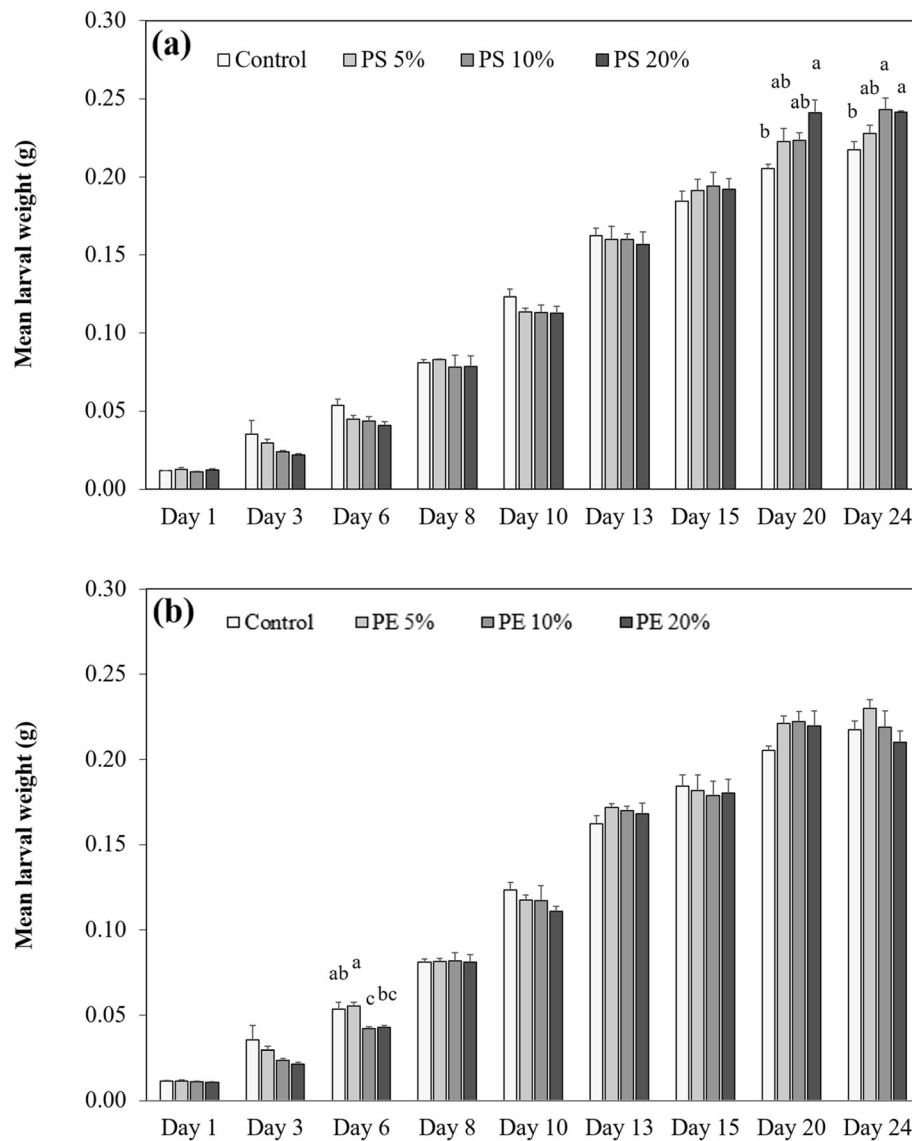 (a)
Control PS 5% PS 10% PS 20%
Mean larval weight (g)
0.30
0.25
0.20
0.15
0.10
0.05
0.00
b ab ab a
b ab a a
Day 1 Day 3 Day 6 Day 8 Day 10 Day 13 Day 15 Day 20 Day 24
(b)
Control PE 5% PE 10% PE 20%
Mean larval weight (g)
0.30
0.25
0.20
0.15
0.10
0.05
0.00
ab a c bc
Day 1 Day 3 Day 6 Day 8 Day 10 Day 13 Day 15 Day 20 Day 24